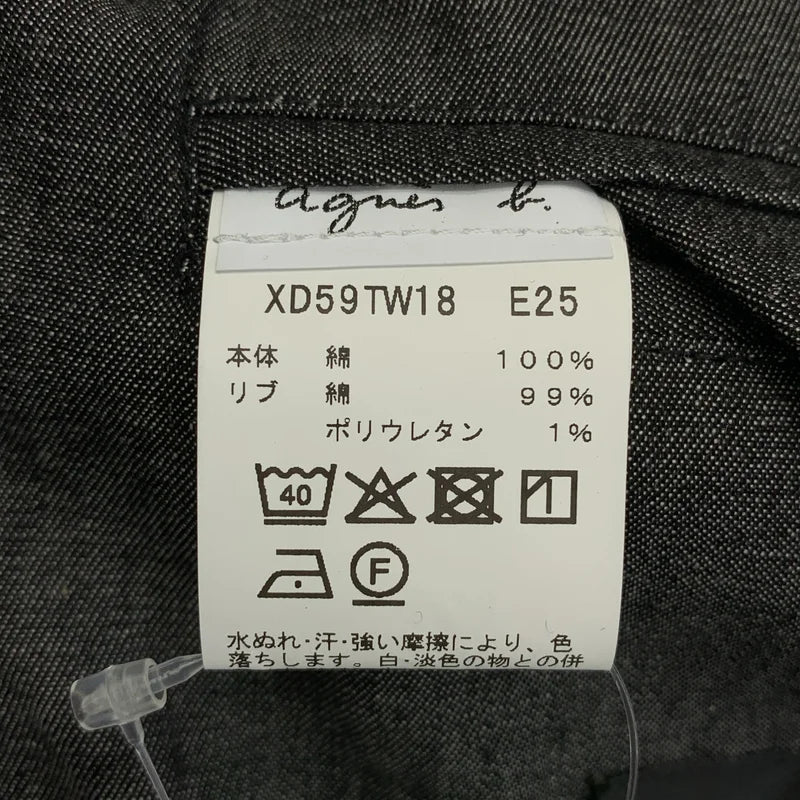 agnès b.
XD59TW18 E25
本体 綿 100%
リブ 綿 99%
ポリウレタン 1%
40
F
水ぬれ・汗・強い摩擦により、色
落ちします。白・淡色の物との併